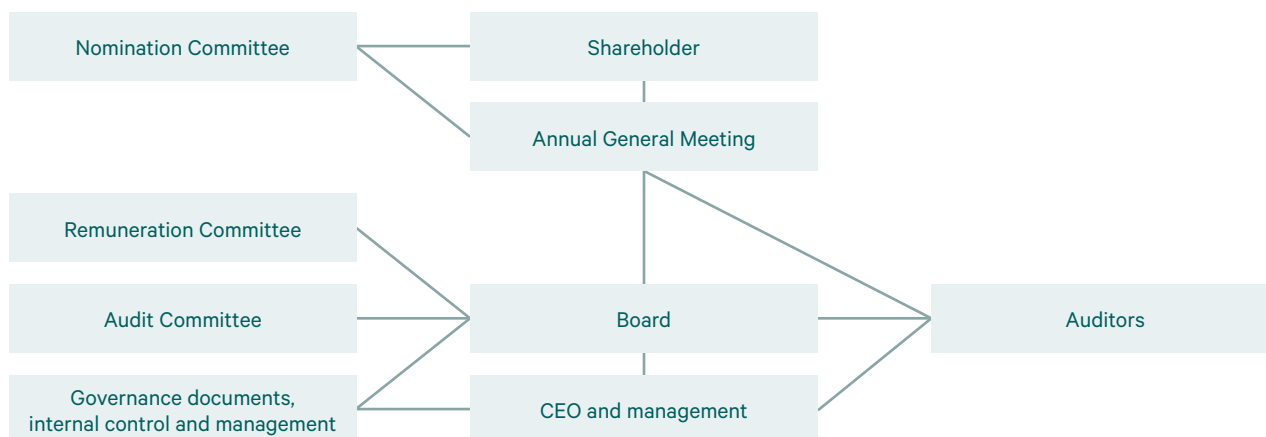 Nomination Committee
Shareholder
Annual General Meeting
Remuneration Committee
Audit Committee
Board
Auditors
Governance documents,
internal control and management
CEO and management